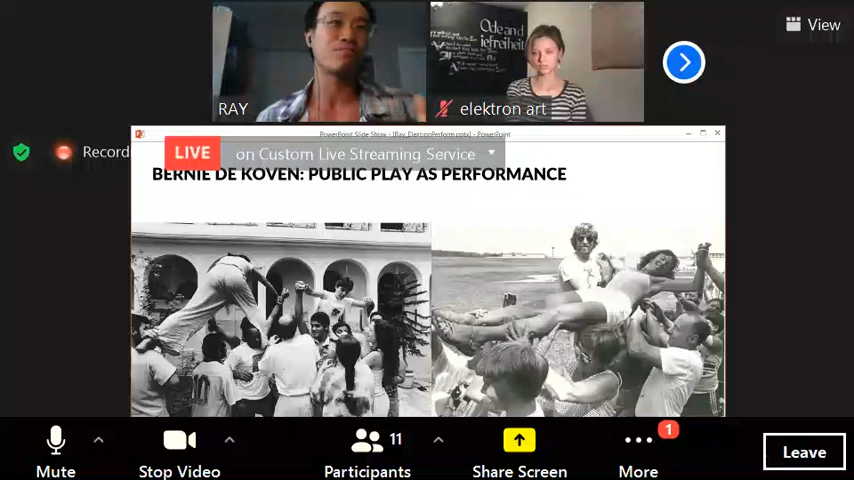 View
Ode and
iefreiheit
RAY
elektron art
PowerPoint Slide Show - [Ray_ElektronPerform.pptx] - PowerPoint
Record
LIVE
on Custom Live Streaming Service
BERNIE DE KOVEN: PUBLIC PLAY AS PERFORMANCE
10
11
1
Mute
Stop Video
Participants
Share Screen
More
Leave